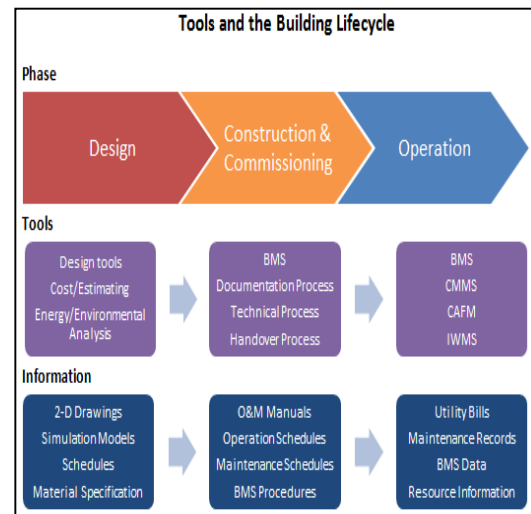 Tools and the Building Lifecycle
Phase
Design
Construction &
Commissioning
Operation
Tools
Design tools
Cost/Estimating
Energy/Environmental
Analysis
BMS
Documentation Process
Technical Process
Handover Process
BMS
CMMS
CAFM
IWMS
Information
2-D Drawings
Simulation Models
Schedules
Material Specification
O&M Manuals
Operation Schedules
Maintenance Schedules
BMS Procedures
Utility Bills
Maintenance Records
BMS Data
Resource Information